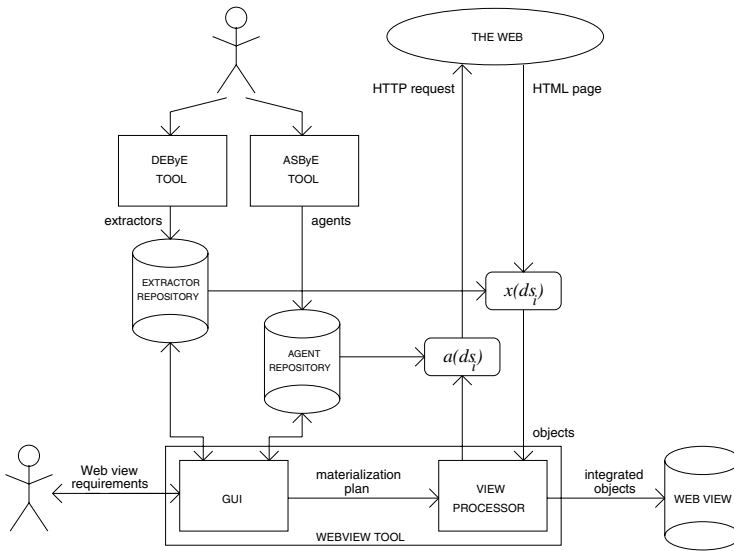 THE WEB
HTTP request
HTML page
DEByE
TOOL
ASByE
TOOL
extractors
agents
EXTRACTOR
REPOSITORY
x(ds_i)
AGENT
REPOSITORY
a(ds_i)
objects
Web view
requirements
GUI
materialization
plan
VIEW
PROCESSOR
integrated
objects
WEB VIEW
WEBVIEW TOOL